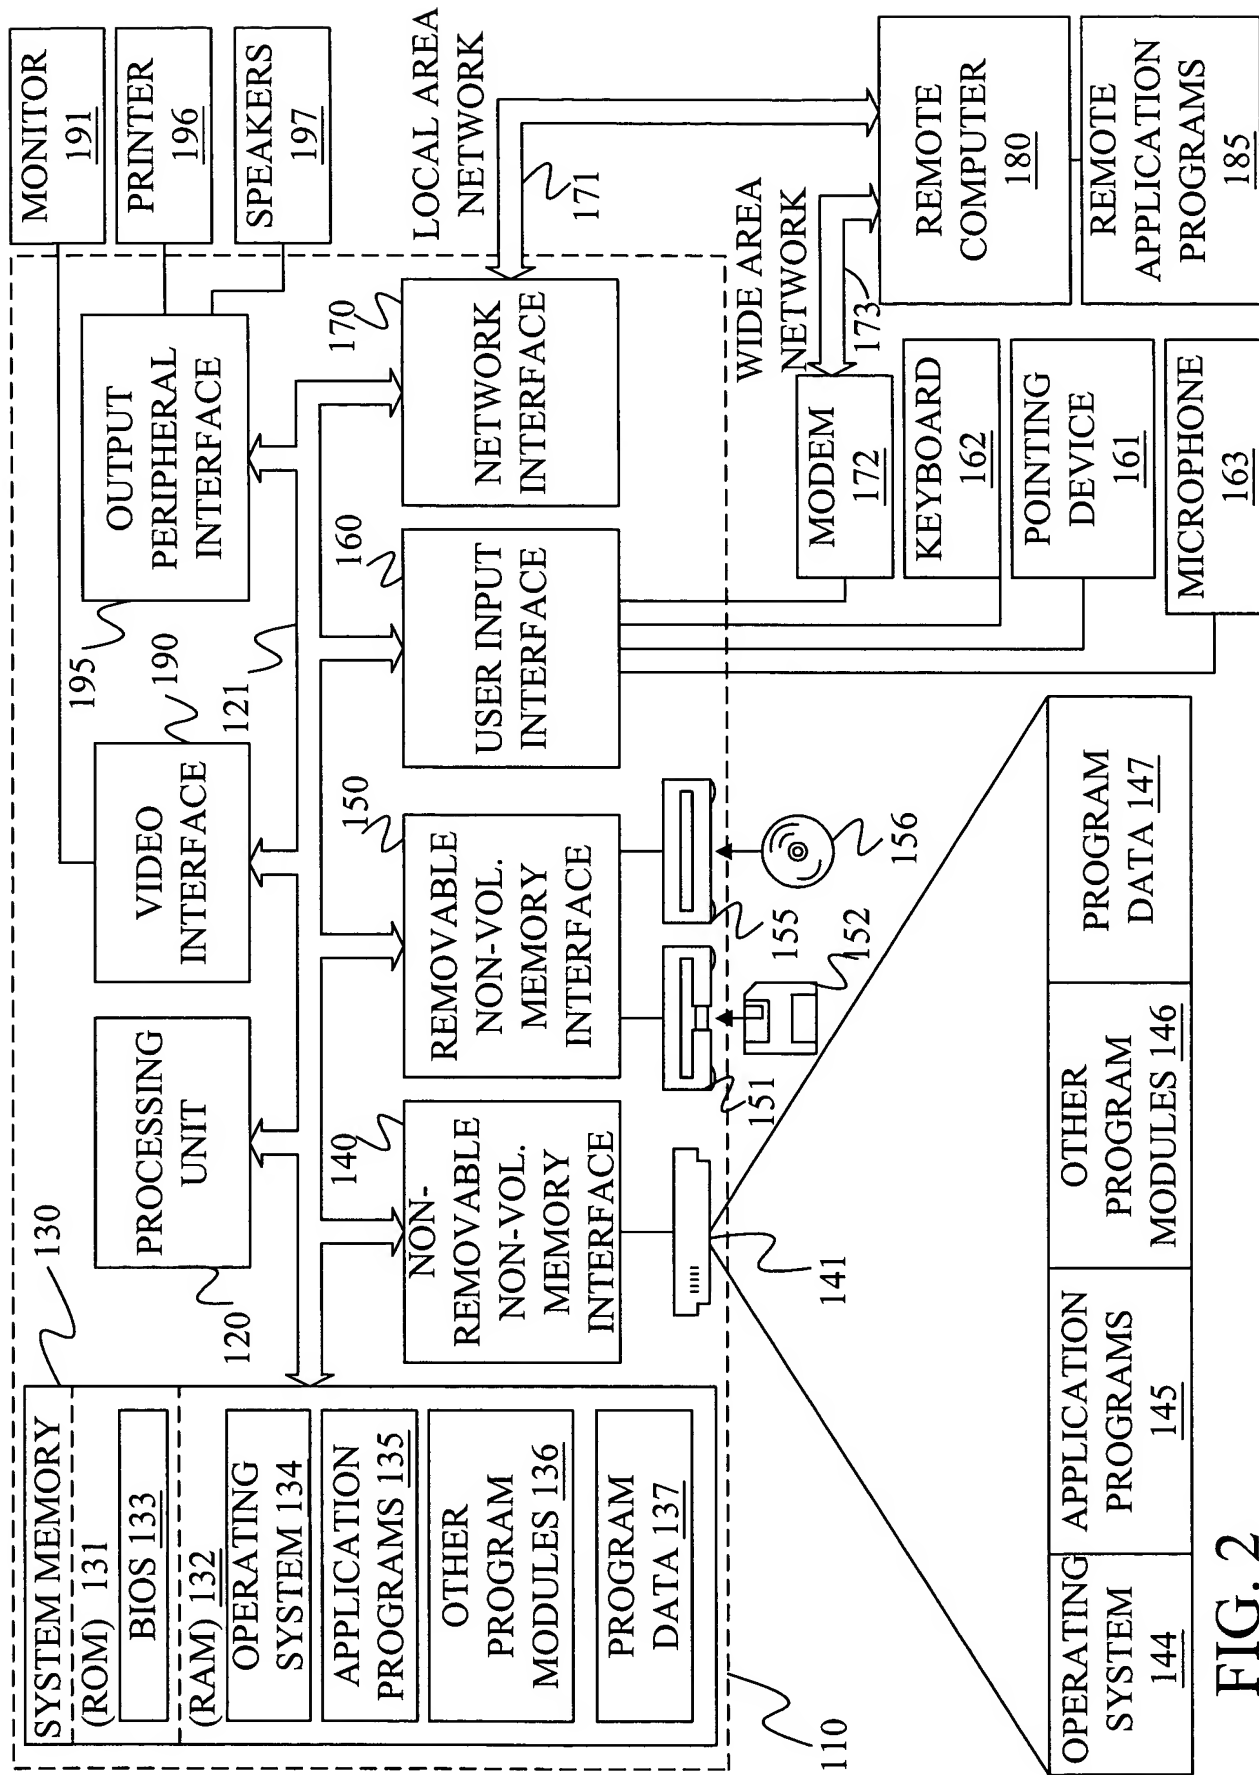 SYSTEM MEMORY
(ROM) 131
BIOS 133
(RAM) 132
OPERATING
SYSTEM 134
APPLICATION
PROGRAMS 135
OTHER
PROGRAM
MODULES 136
PROGRAM
DATA 137
130
120
PROCESSING
UNIT
VIDEO
INTERFACE
190
121
195
OUTPUT
PERIPHERAL
INTERFACE
MONITOR
191
PRINTER
196
SPEAKERS
197
140
NON-
REMOVABLE
NON-VOL.
MEMORY
INTERFACE
150
REMOVABLE
NON-VOL.
MEMORY
INTERFACE
160
USER INPUT
INTERFACE
170
NETWORK
INTERFACE
LOCAL AREA
NETWORK
171
110
141
151
152
155
156
WIDE AREA
NETWORK
173
MODEM
172
KEYBOARD
162
POINTING
DEVICE
161
MICROPHONE
163
REMOTE
COMPUTER
180
REMOTE
APPLICATION
PROGRAMS
185
OPERATING
SYSTEM
144
APPLICATION
PROGRAMS
145
OTHER
PROGRAM
MODULES 146
PROGRAM
DATA 147
FIG. 2